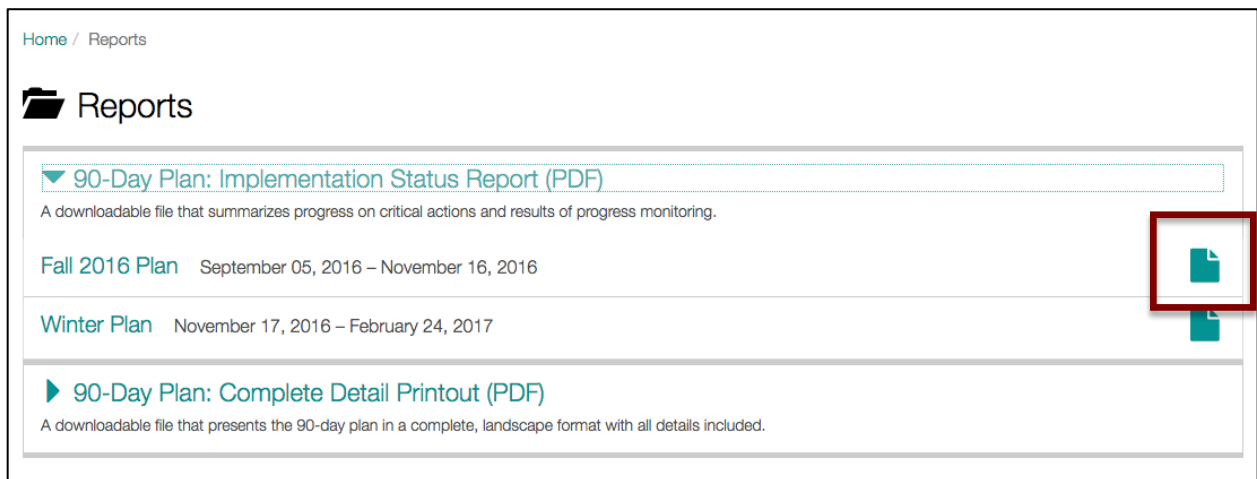 Home / Reports
Reports
90-Day Plan: Implementation Status Report (PDF)
A downloadable file that summarizes progress on critical actions and results of progress monitoring.
Fall 2016 Plan September 05, 2016 – November 16, 2016
Winter Plan November 17, 2016 – February 24, 2017
90-Day Plan: Complete Detail Printout (PDF)
A downloadable file that presents the 90-day plan in a complete, landscape format with all details included.